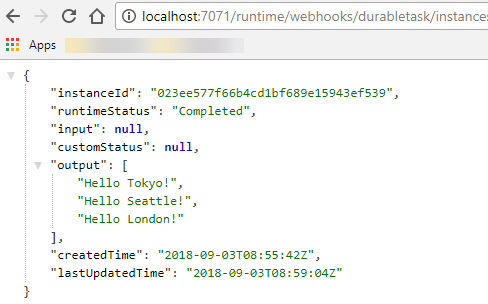 localhost:7071/runtime/webhooks/durabletask/instances
Apps
{
"instanceId": "023ee577f66b4cd1bf689e15943ef539",
"runtimeStatus": "Completed",
"input": null,
"customStatus": null,
"output": [
"Hello Tokyo!",
"Hello Seattle!",
"Hello London!"
],
"createdTime": "2018-09-03T08:55:42Z",
"lastUpdatedTime": "2018-09-03T08:59:04Z"
}